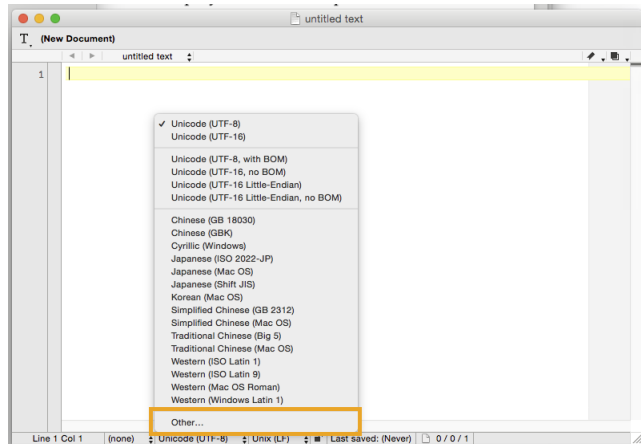 untitled text
(New Document)
untitled text
1
✓ Unicode (UTF-8)
Unicode (UTF-16)
Unicode (UTF-8, with BOM)
Unicode (UTF-16, no BOM)
Unicode (UTF-16 Little-Endian)
Unicode (UTF-16 Little-Endian, no BOM)
Chinese (GB 18030)
Chinese (GBK)
Cyrillic (Windows)
Japanese (ISO 2022-JP)
Japanese (Mac OS)
Japanese (Shift JIS)
Korean (Mac OS)
Simplified Chinese (GB 2312)
Simplified Chinese (Mac OS)
Traditional Chinese (Big 5)
Traditional Chinese (Mac OS)
Western (ISO Latin 1)
Western (ISO Latin 9)
Western (Mac OS Roman)
Western (Windows Latin 1)
Other...
Line 1 Col 1 (none) Unicode (UTF-8) Unix (LF) Last saved: (Never) 0 / 0 / 1